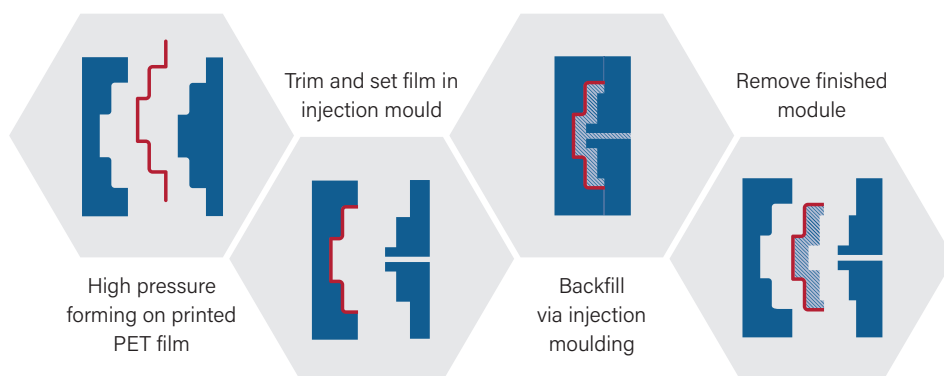 High pressure
forming on printed
PET film
Trim and set film in
injection mould
Backfill
via injection
moulding
Remove finished
module